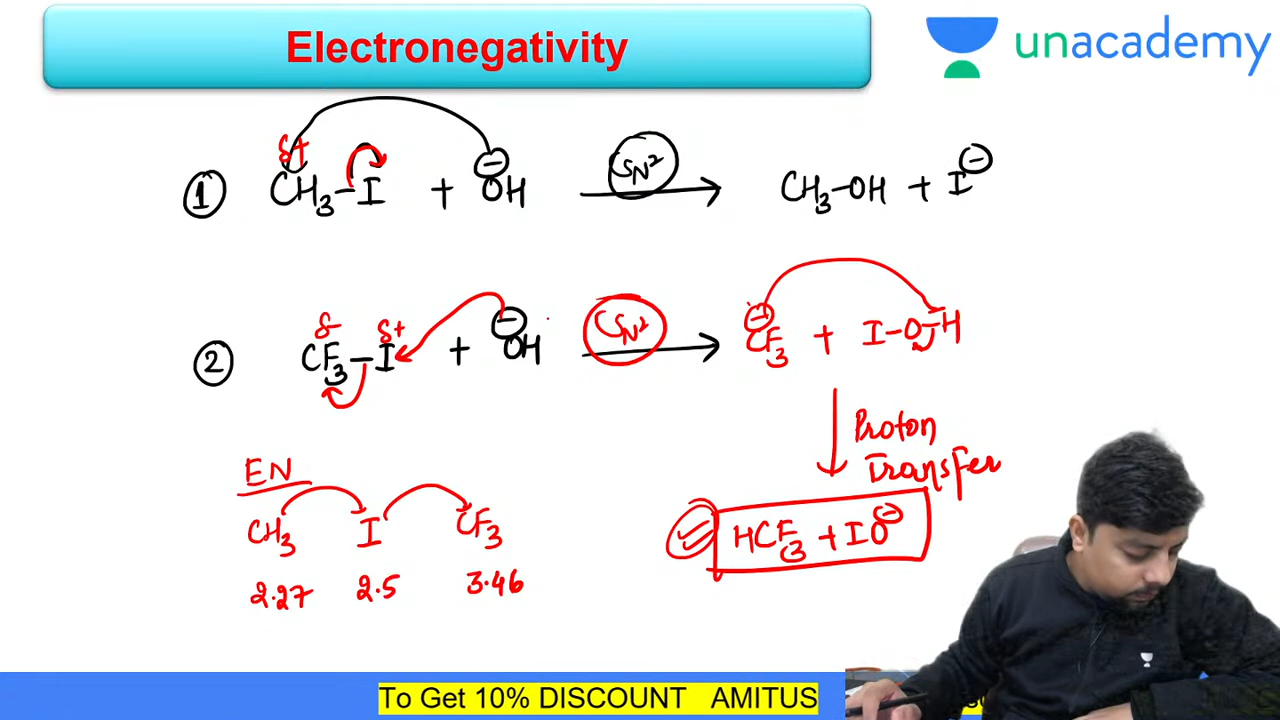 Electronegativity
unacademy
① CH₃-I + OH⊖ SN² CH₃-OH + I⊖
δ+
② CF₃-I + OH⊖ SN² CF₃⊖ + I-O-H
δ- δ+
Proton
Transfer
EN
CH₃ I CF₃
2.27 2.5 3.46
HCF₃ + IO⊖
To Get 10% DISCOUNT AMITUS